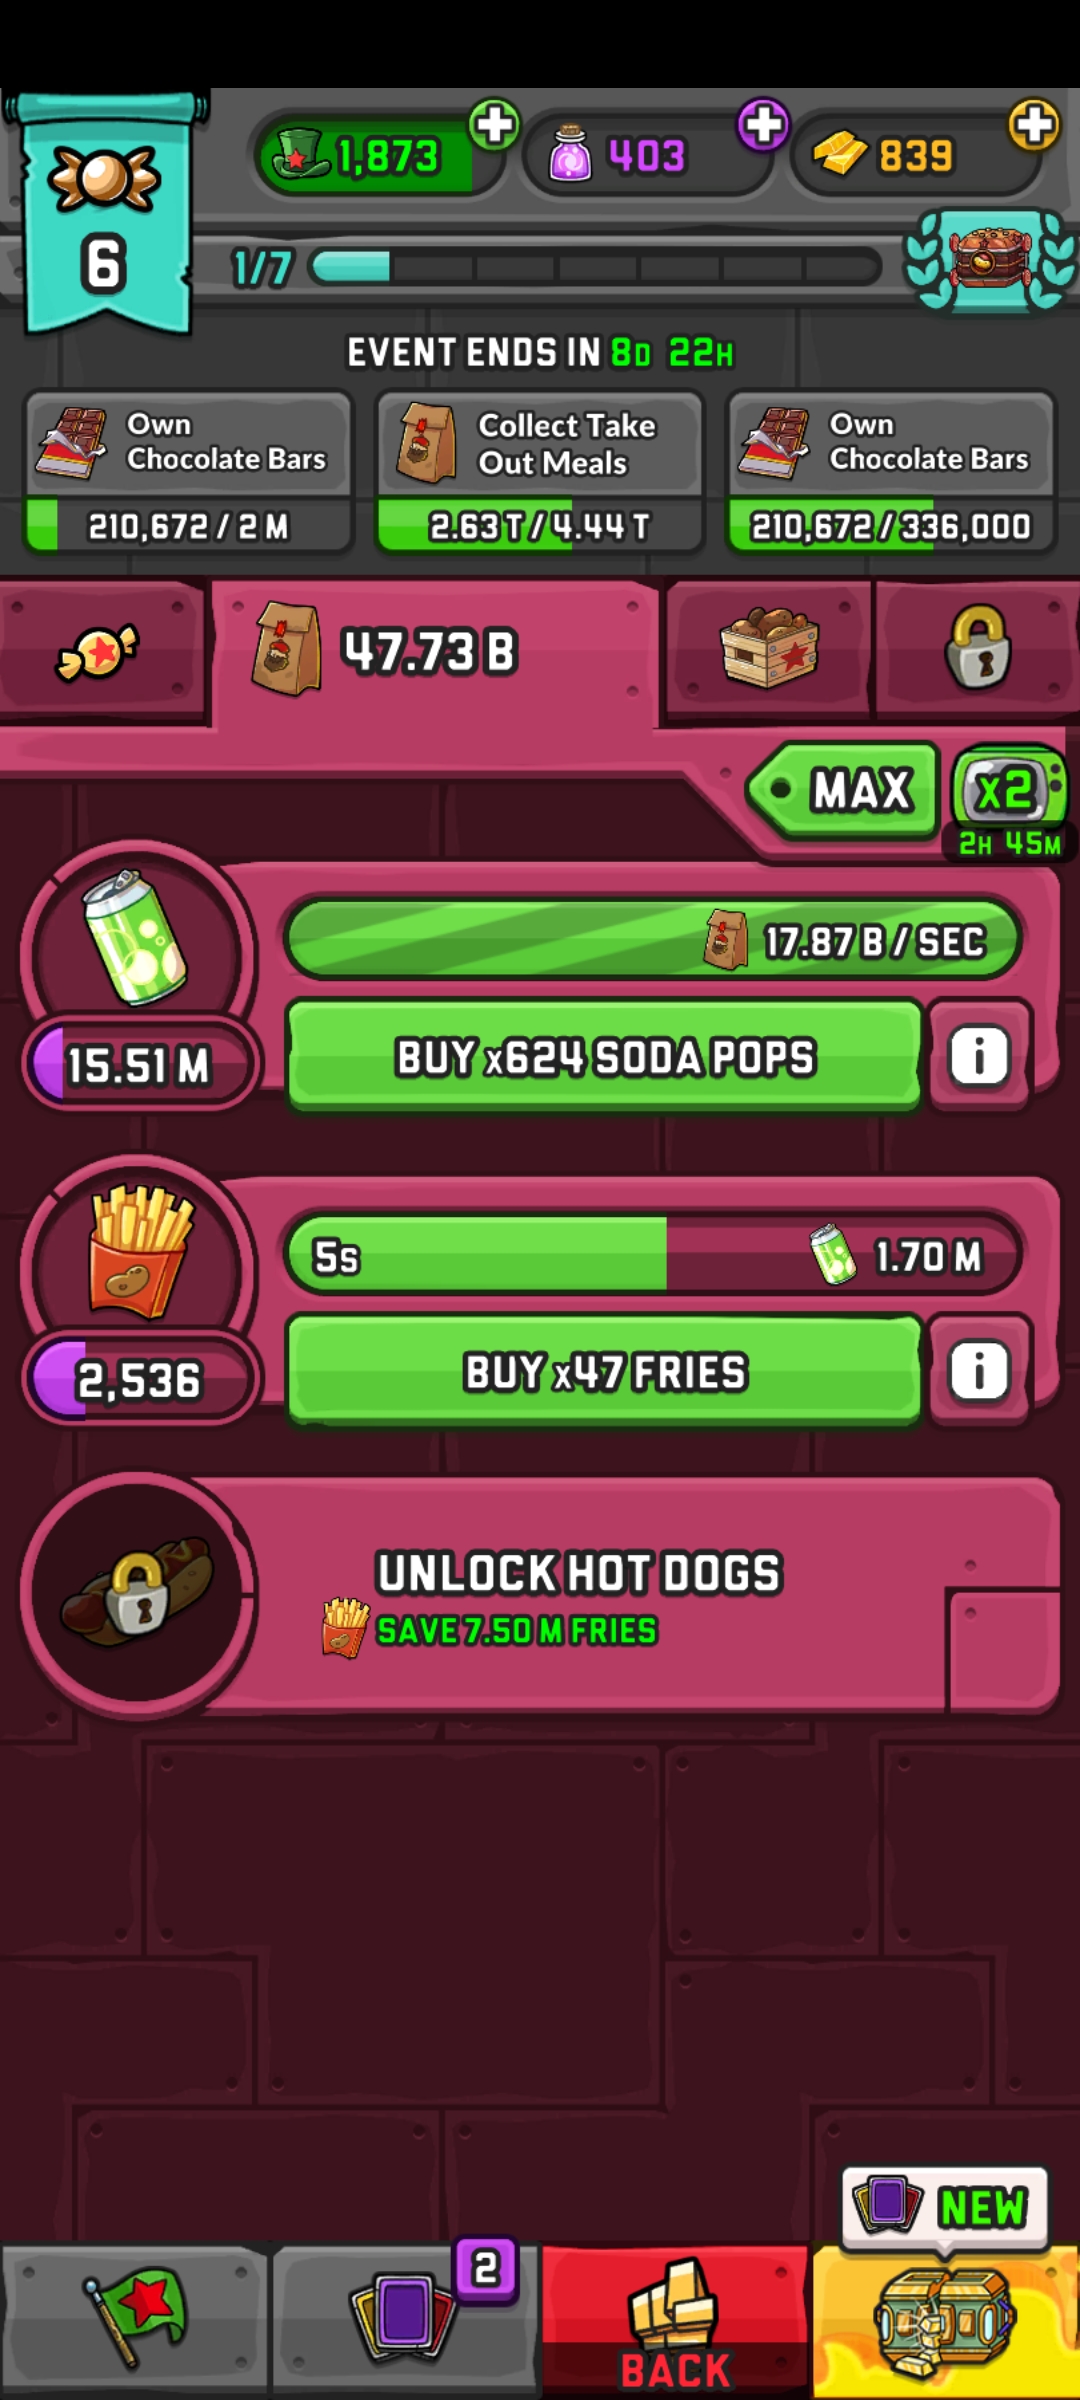 1,873
403
839
6
1/7
EVENT ENDS IN 8D 22H
Own
Chocolate Bars
210,672 / 2 M
Collect Take
Out Meals
2.63 T / 4.44 T
Own
Chocolate Bars
210,672 / 336,000
47.73 B
MAX
x2
2H 45M
17.87 B / SEC
15.51 M
BUY x624 SODA POPS
i
5s
1.70 M
2,536
BUY x47 FRIES
i
UNLOCK HOT DOGS
SAVE 7.50 M FRIES
NEW
2
BACK